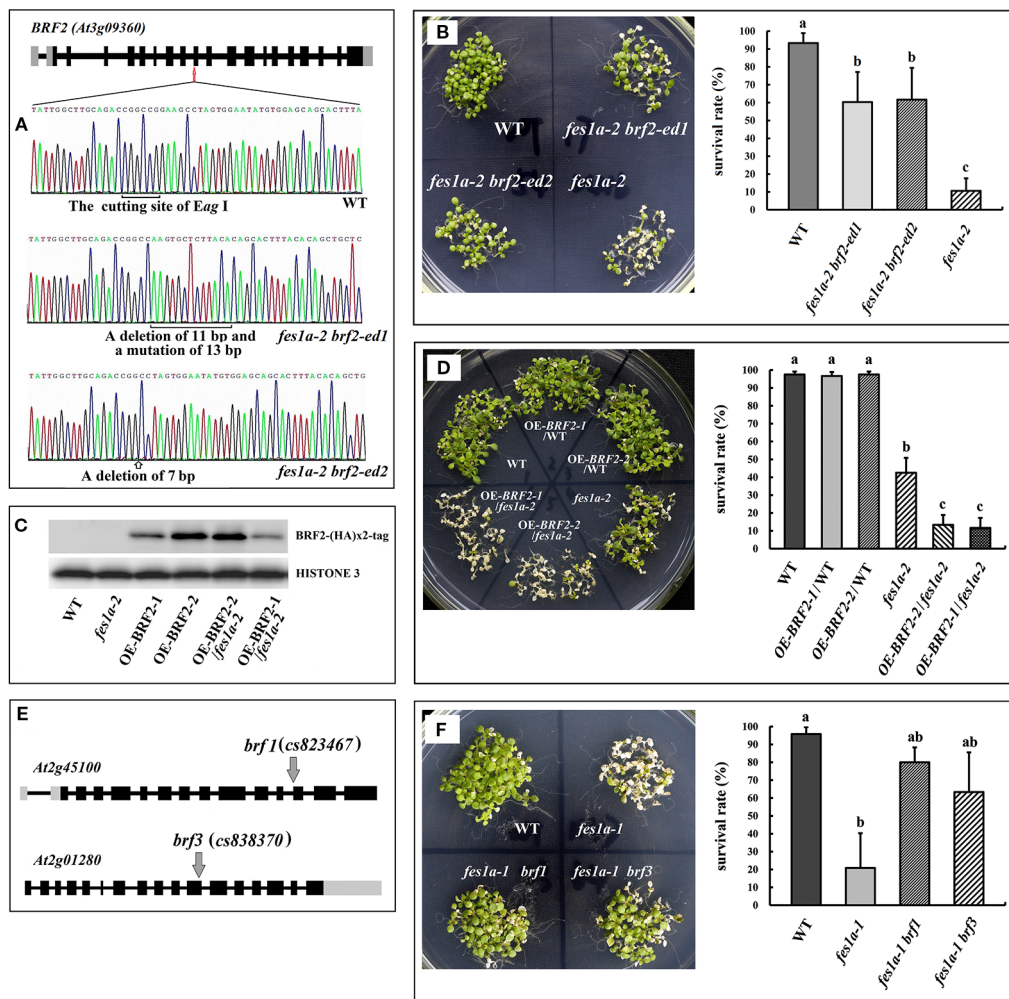 A
BRF2 (At3g09360)
TATTGGCTTGCAGACCGGCCGGAAGCCTAGTGGAATATGTGGAGCAGCACTTTA
The cutting site of Eag I
WT
TATTGGCTTGCAGACCGGCCAAGTGCTCTTACACAGCACTTTACACAGCTGCTC
A deletion of 11 bp and
a mutation of 13 bp
fes1a-2 brf2-ed1
TATTGGCTTGCAGACCGGCCTAGTGGAATATGTGGAGCAGCACTTTACACAGCTG
A deletion of 7 bp
fes1a-2 brf2-ed2
B
WT
fes1a-2 brf2-ed1
fes1a-2 brf2-ed2
fes1a-2
survival rate (%)
100
90
80
70
60
50
40
30
20
10
0
a
b
b
c
WT
fes1a-2 brf2-ed1
fes1a-2 brf2-ed2
fes1a-2
C
BRF2-(HA)x2-tag
HISTONE 3
WT
fes1a-2
OE-BRF2-1
OE-BRF2-2
OE-BRF2-2
/fes1a-2
OE-BRF2-1
/fes1a-2
D
OE-BRF2-1
/WT
WT
OE-BRF2-2
/WT
OE-BRF2-1
/fes1a-2
fes1a-2
OE-BRF2-2
/fes1a-2
survival rate (%)
100
90
80
70
60
50
40
30
20
10
0
a
a
a
b
c
c
WT
OE-BRF2-1/WT
OE-BRF2-2/WT
fes1a-2
OE-BRF2-2/fes1a-2
OE-BRF2-1/fes1a-2
E
brf1 (cs823467)
At2g45100
brf3 (cs838370)
At2g01280
F
WT
fes1a-1
fes1a-1 brf1
fes1a-1 brf3
survival rate (%)
100
90
80
70
60
50
40
30
20
10
0
a
b
ab
ab
WT
fes1a-1
fes1a-1 brf1
fes1a-1 brf3